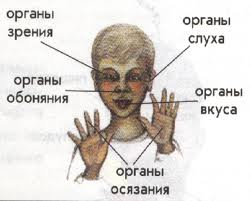 органы
зрения
органы
слуха
органы
обоняния
органы
вкуса
органы
осязания